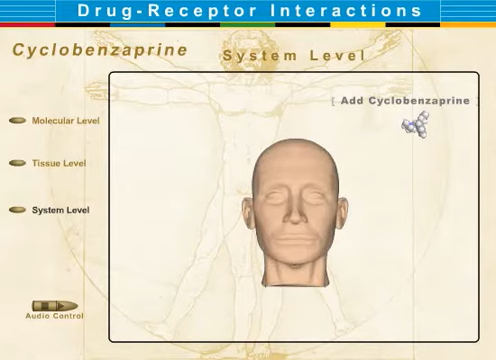 Drug-Receptor Interactions
Cyclobenzaprine
System Level
[ Add Cyclobenzaprine ]
Molecular Level
Tissue Level
System Level
Audio Control